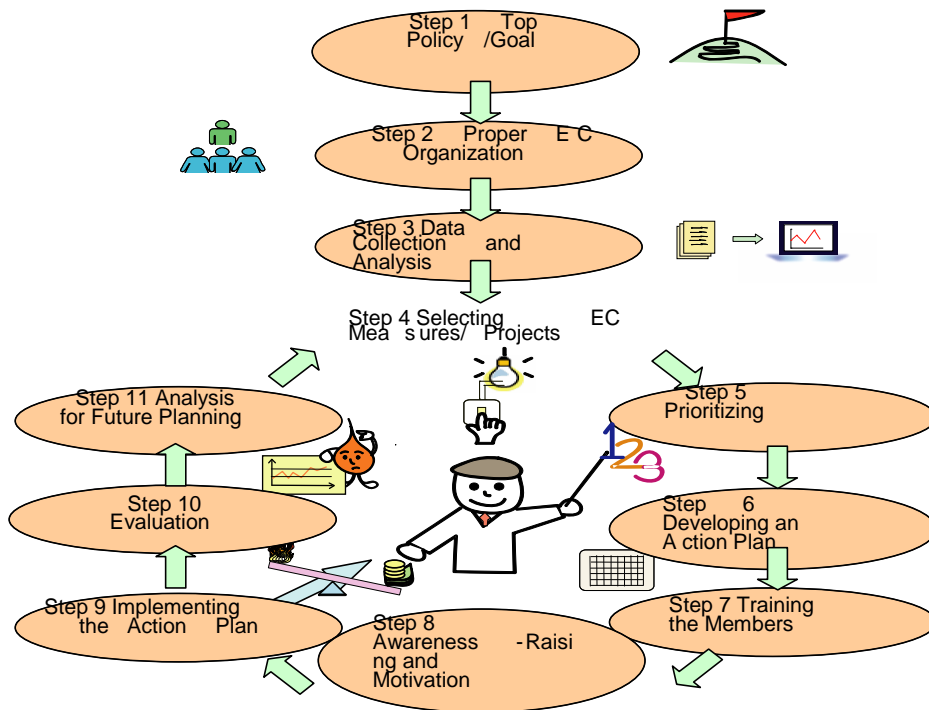 Step 1 Top
Policy /Goal
Step 2 Proper E C
Organization
Step 3 Data
Collection and
Analysis
Step 4 Selecting EC
Mea s ures/ Projects
Step 5
Prioritizing
Step 6
Developing an
A ction Plan
Step 7 Training
the Members
Step 8
Awareness -Raisi
ng and
Motivation
Step 9 Implementing
the Action Plan
Step 10
Evaluation
Step 11 Analysis
for Future Planning
123